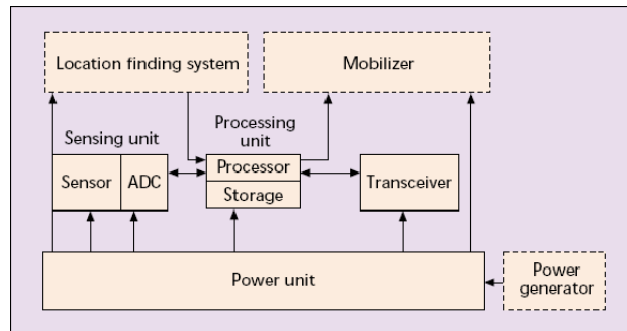 Location finding system
Mobilizer
Sensing unit
Processing
unit
Sensor
ADC
Processor
Storage
Transceiver
Power unit
Power
generator